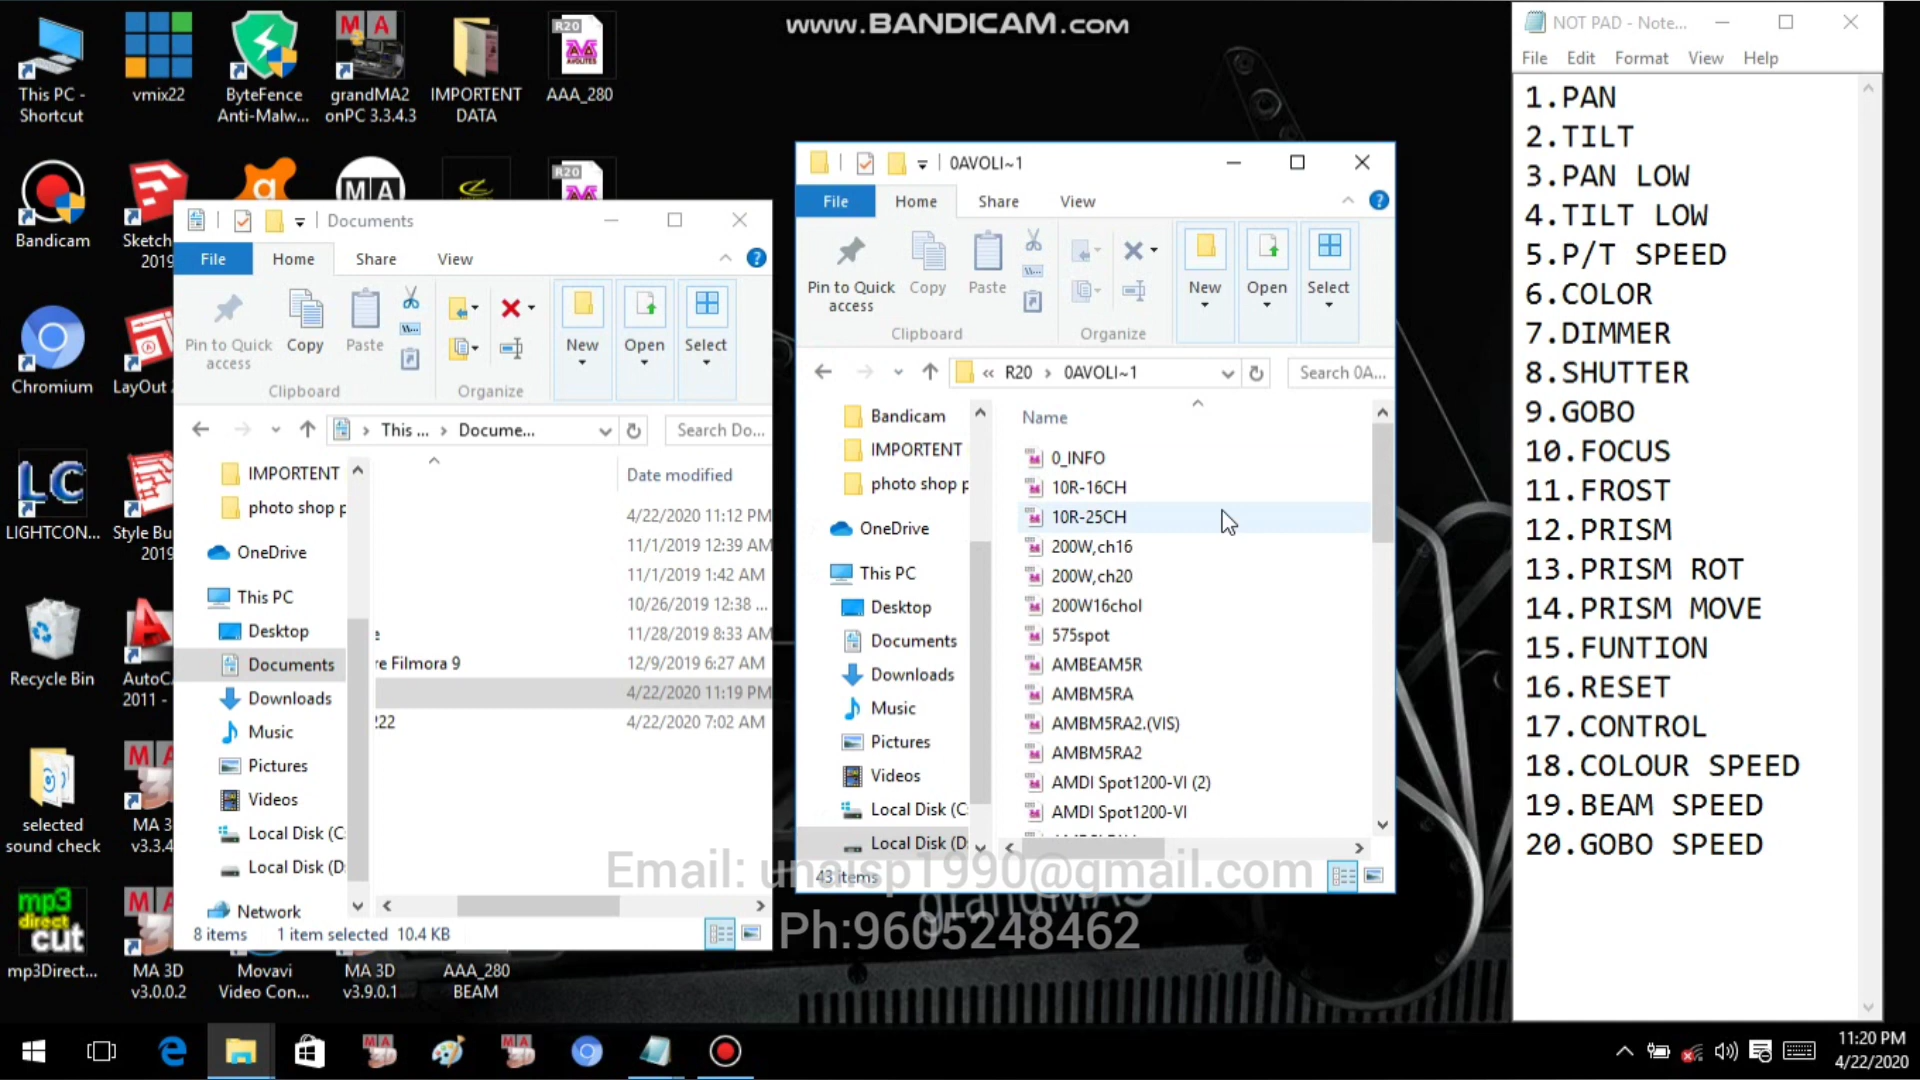 www.BANDICAM.com
This PC -
Shortcut
vmix22
ByteFence
Anti-Malw...
grandMA2
onPC 3.3.4.3
IMPORTENT
DATA
R20
AVOLITES
AAA_280
Bandicam
Sketch
2019
MA
R20
Chromium
LayOut
LC
LIGHTCON...
Style Bu
2019
Recycle Bin
AutoC
2011 -
selected
sound check
MA 3
v3.3.4
mp3
direct
cut
mp3Direct...
MA 3D
v3.0.0.2
Movavi
Video Con...
MA 3D
v3.9.0.1
AAA_280
BEAM
Documents
File
Home
Share
View
Pin to Quick
access
Copy
Paste
New
Open
Select
Clipboard
Organize
This ...
Docume...
Search Do...
IMPORTENT
photo shop p
OneDrive
This PC
Desktop
Documents
Downloads
Music
Pictures
Videos
Local Disk (C:
Local Disk (D:
Network
Date modified
4/22/2020 11:12 PM
11/1/2019 12:39 AM
11/1/2019 1:42 AM
10/26/2019 12:38 ...
e 11/28/2019 8:33 AM
re Filmora 9 12/9/2019 6:27 AM
4/22/2020 11:19 PM
222 4/22/2020 7:02 AM
8 items 1 item selected 10.4 KB
0AVOLI~1
File
Home
Share
View
Pin to Quick
access
Copy
Paste
New
Open
Select
Clipboard
Organize
« R20 › 0AVOLI~1
Search 0A...
Bandicam
IMPORTENT
photo shop p
OneDrive
This PC
Desktop
Documents
Downloads
Music
Pictures
Videos
Local Disk (C:
Local Disk (D:
Name
0_INFO
10R-16CH
10R-25CH
200W,ch16
200W,ch20
200W16chol
575spot
AMBEAM5R
AMBM5RA
AMBM5RA2.(VIS)
AMBM5RA2
AMDI Spot1200-VI (2)
AMDI Spot1200-VI
43 items
Email: unaisp1990@gmail.com
grandMA3
Ph:9605248462
NOT PAD - Note...
File Edit Format View Help
1.PAN
2.TILT
3.PAN LOW
4.TILT LOW
5.P/T SPEED
6.COLOR
7.DIMMER
8.SHUTTER
9.GOBO
10.FOCUS
11.FROST
12.PRISM
13.PRISM ROT
14.PRISM MOVE
15.FUNTION
16.RESET
17.CONTROL
18.COLOUR SPEED
19.BEAM SPEED
20.GOBO SPEED
11:20 PM
4/22/2020